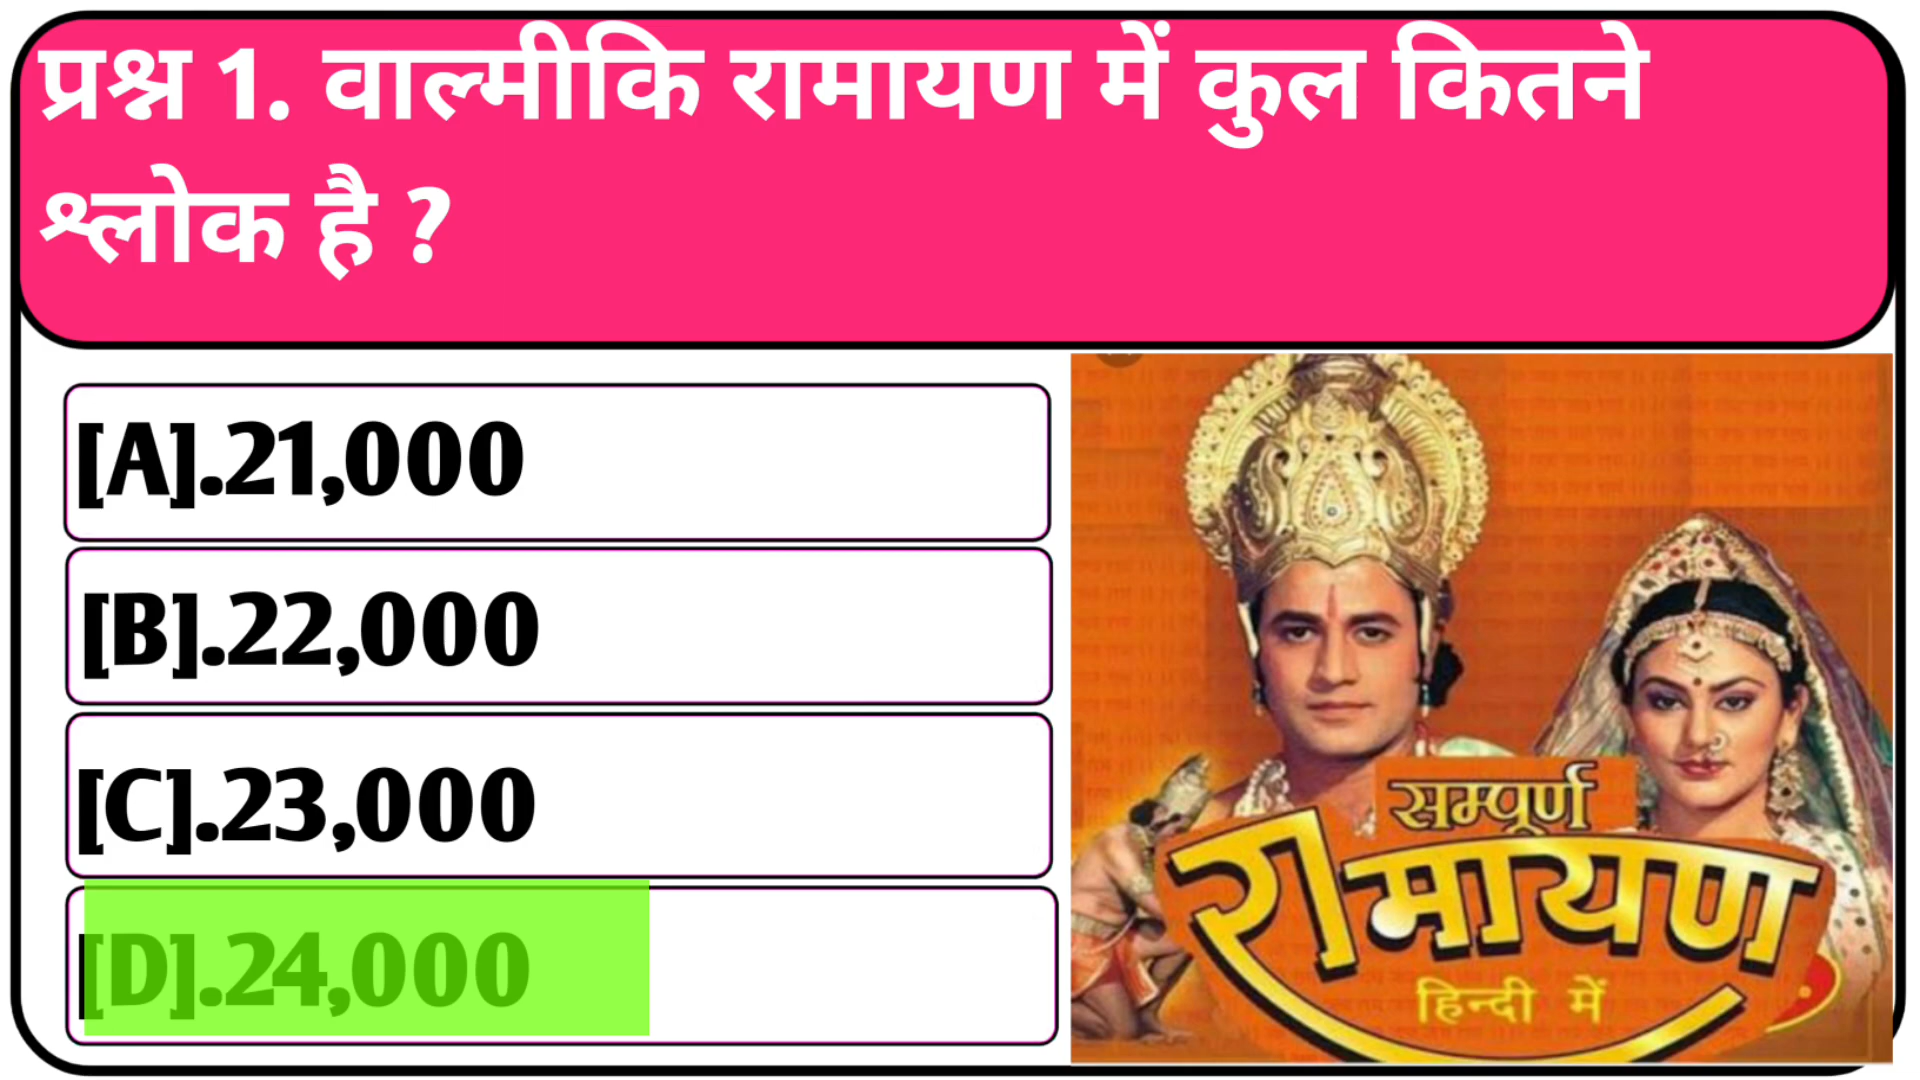 प्रश्न 1. वाल्मीकि रामायण में कुल कितने
श्लोक है ?
[A].21,000
[B].22,000
[C].23,000
[D].24,000
सम्पूर्ण
रामायण
हिन्दी में